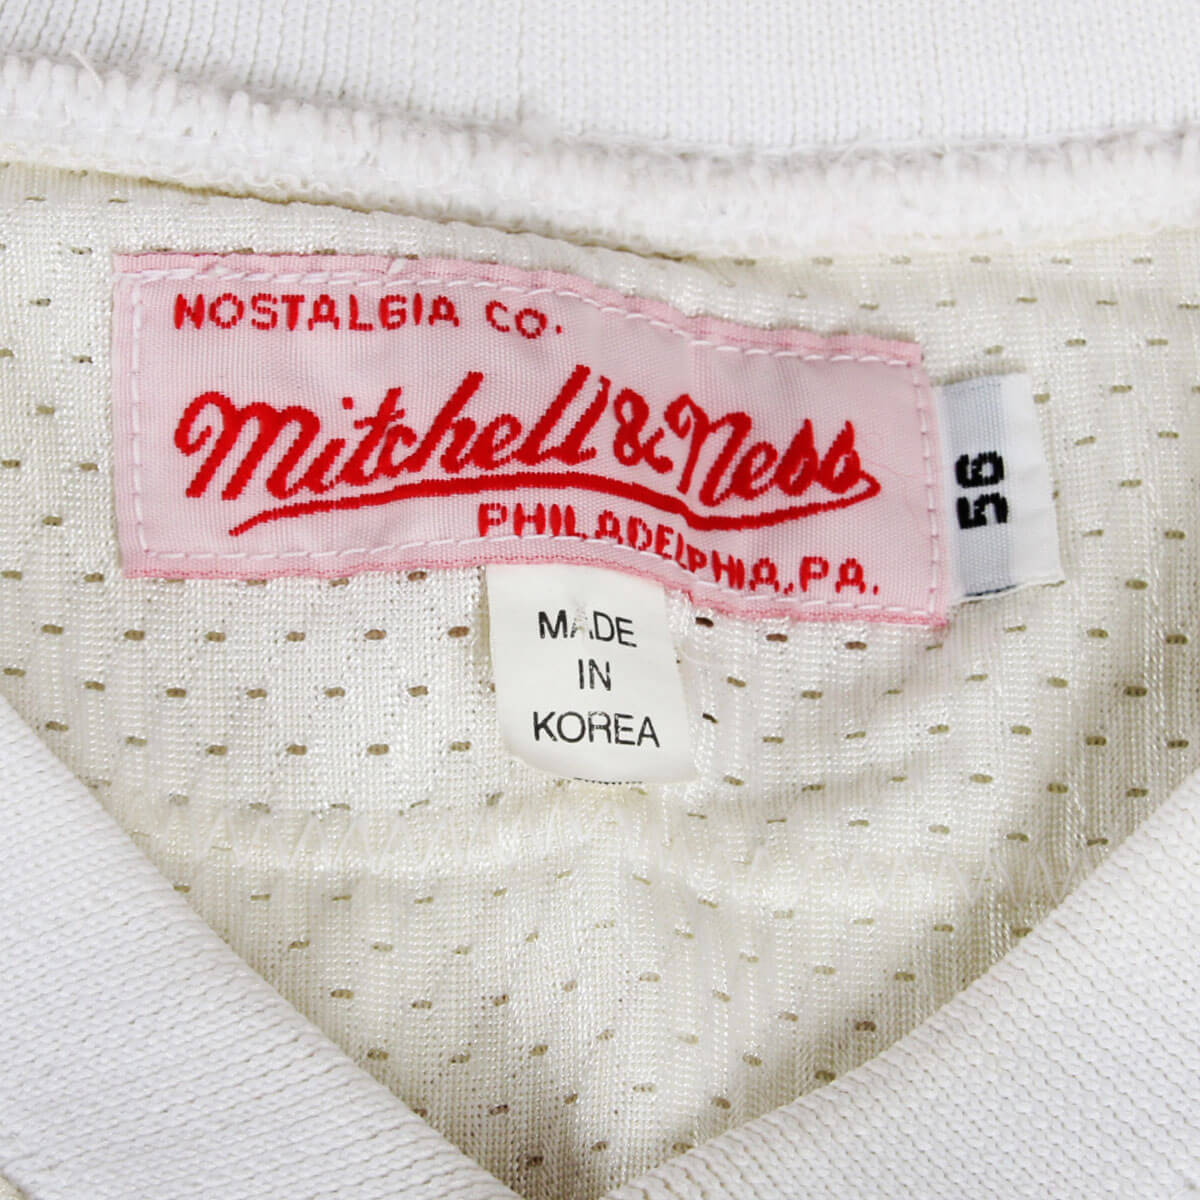 NOSTALGIA CO.
Mitchell & Ness
PHILADELPHIA, PA.
56
MADE
IN
KOREA